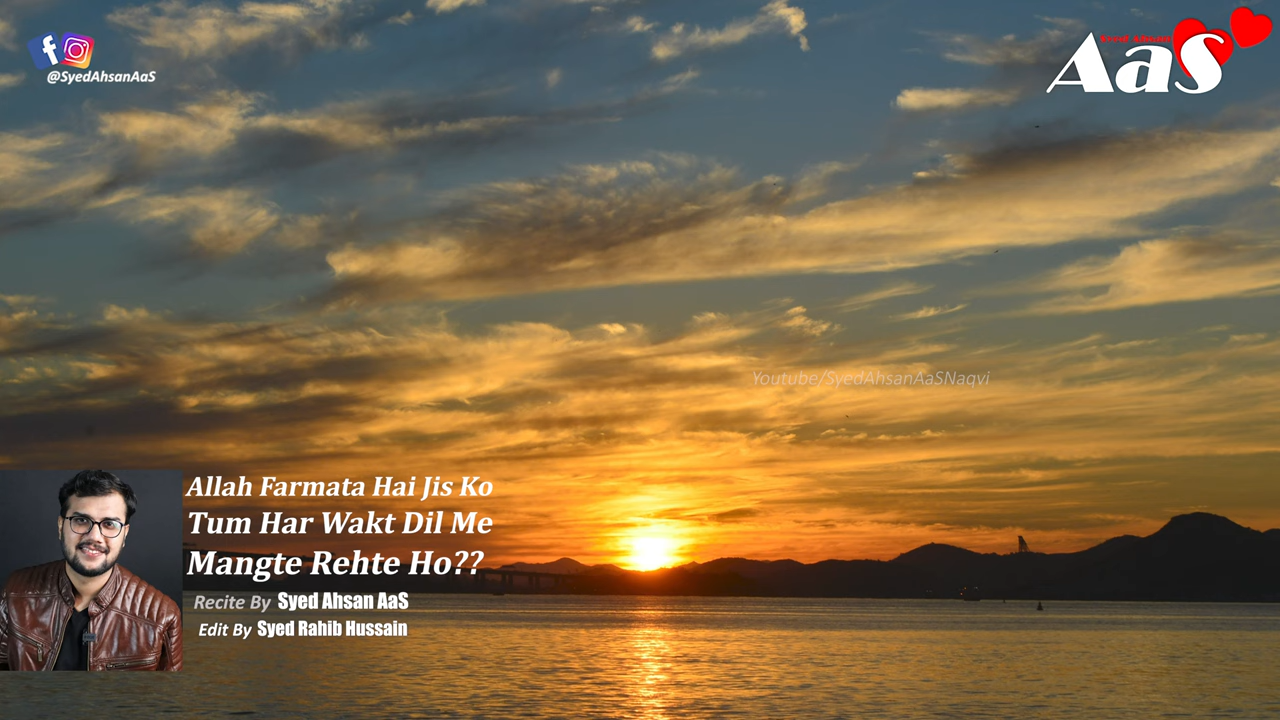 @SyedAhsanAaS
AaS
Youtube/SyedAhsanAaSNaqvi
Allah Farmata Hai Jis Ko
Tum Har Wakt Dil Me
Mangte Rehte Ho??
Recite By Syed Ahsan AaS
Edit By Syed Rahib Hussain